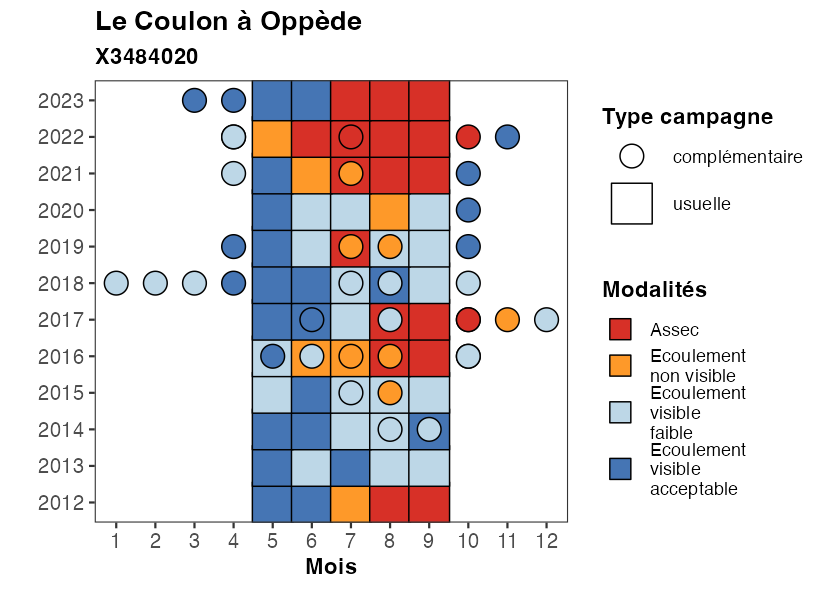 Le Coulon à Oppède
X3484020
2023
2022
2021
2020
2019
2018
2017
2016
2015
2014
2013
2012
1 2 3 4 5 6 7 8 9 10 11 12
Mois
Type campagne
complémentaire
usuelle
Modalités
Assec
Ecoulement
non visible
Ecoulement
visible
faible
Ecoulement
visible
acceptable